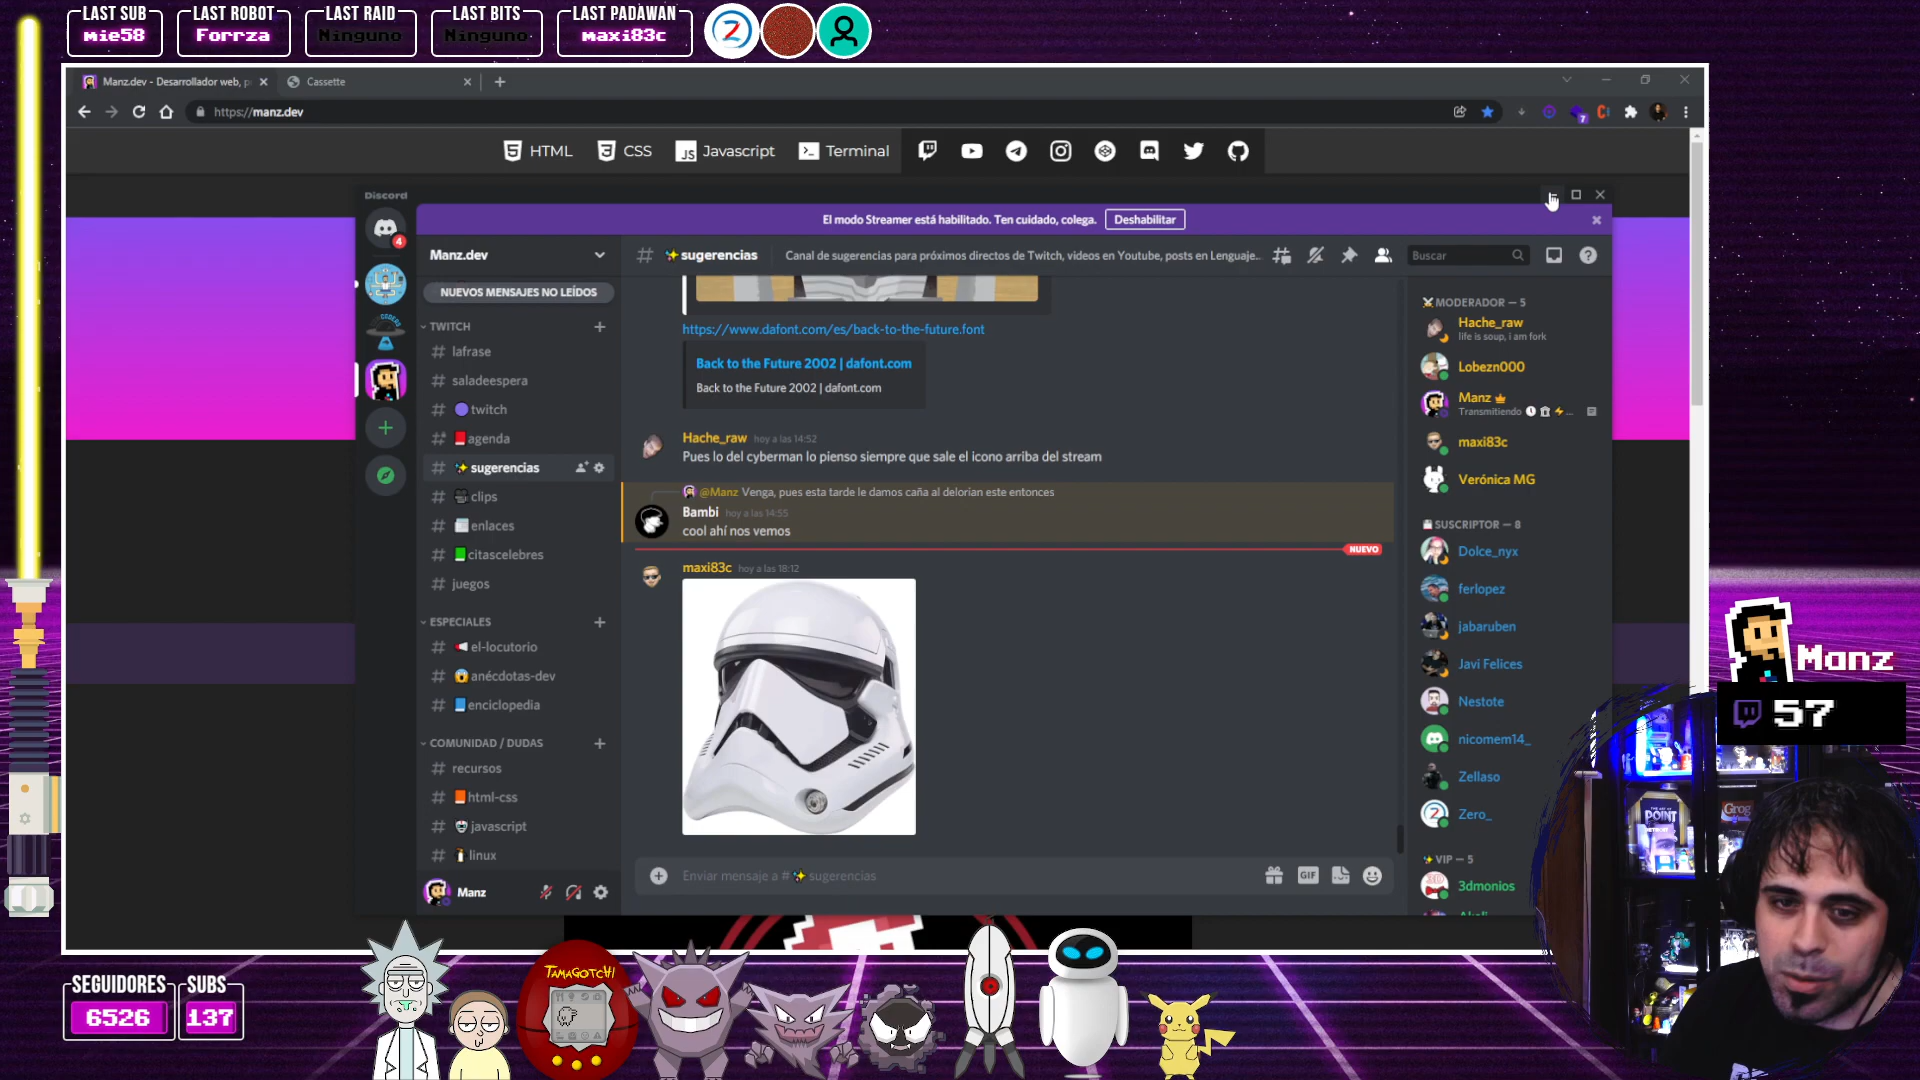 LAST SUB
mie58
LAST ROBOT
Forrza
LAST RAID
Ninguno
LAST BITS
Ninguno
LAST PADAWAN
maxi83c
Manz.dev - Desarrollador web, p
Cassette
https://manz.dev
7
HTML
CSS
JS Javascript
Terminal
Discord
El modo Streamer está habilitado. Ten cuidado, colega.
Deshabilitar
4
Manz.dev
# ✨sugerencias
Canal de sugerencias para próximos directos de Twitch, videos en Youtube, posts en Lenguaje...
Buscar
NUEVOS MENSAJES NO LEÍDOS
TWITCH
# lafrase
# saladeespera
# twitch
# agenda
# ✨sugerencias
# clips
# enlaces
# citascelebres
# juegos
ESPECIALES
# el-locutorio
# anécdotas-dev
# enciclopedia
COMUNIDAD / DUDAS
# recursos
# html-css
# javascript
# linux
Manz
https://www.dafont.com/es/back-to-the-future.font
Back to the Future 2002 | dafont.com
Back to the Future 2002 | dafont.com
Hache_raw hoy a las 14:52
Pues lo del cyberman lo pienso siempre que sale el icono arriba del stream
@Manz Venga, pues esta tarde le damos caña al delorian este entonces
Bambi hoy a las 14:55
cool ahí nos vemos
NUEVO
maxi83c hoy a las 18:12
Enviar mensaje a # ✨ sugerencias
GIF
MODERADOR — 5
Hache_raw
life is soup, i am fork
Lobezn000
Manz
Transmitiendo
maxi83c
Verónica MG
SUSCRIPTOR — 8
Dolce_nyx
ferlopez
jabaruben
Javi Felices
Nestote
nicomem14_
Zellaso
Zero_
VIP — 5
3dmonios
Manz
57
POINT
Grog
TAMAGOTCHI
SEGUIDORES
6526
SUBS
137